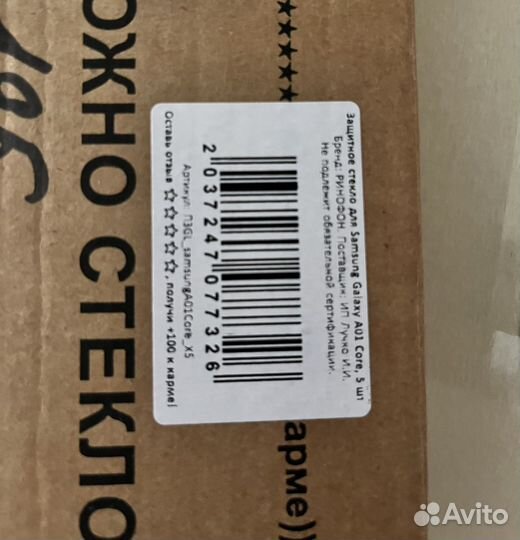 ОЖНО СТЕКЛО
★★★★★
Защитное стекло для Samsung Galaxy A01 Core, 5 шт
Бренд: РИНОФОН. Поставщик: ИП Лучко И.И.
Не подлежит обязательной сертификации.
2037247077326
Артикул: ПЗGL_samsungA01Core_X5
Оставь отзыв ☆☆☆☆☆, получи +100 к карме!
арме))
Avito